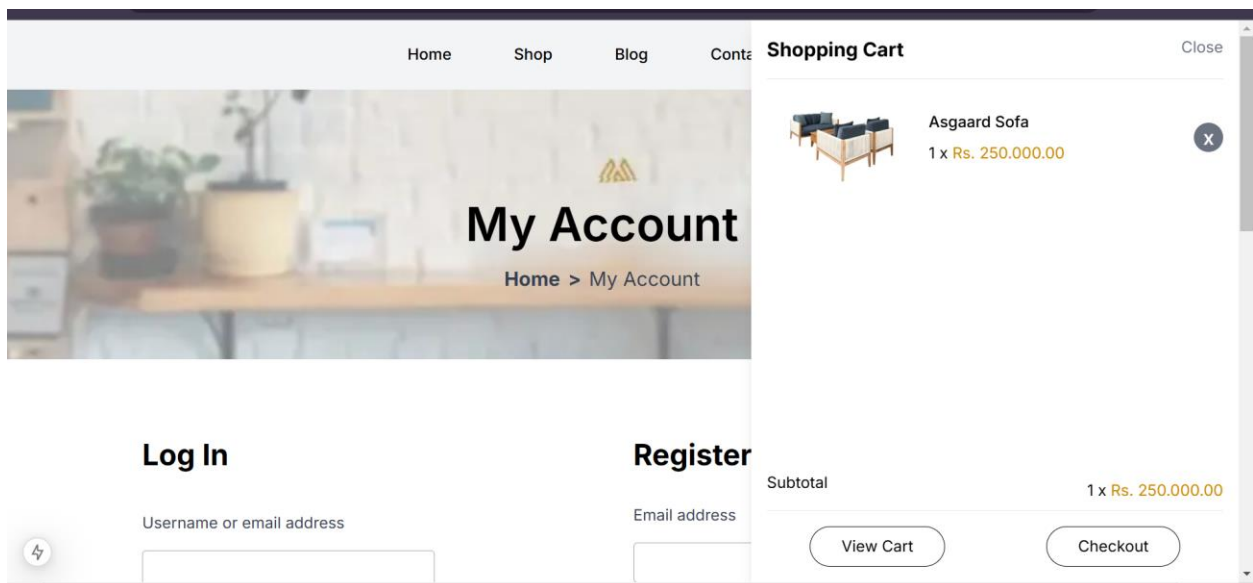 Home Shop Blog Conta
My Account
Home > My Account
Log In
Username or email address
Register
Email address
Shopping Cart Close
Asgaard Sofa
1 x Rs. 250.000.00
X
Subtotal
1 x Rs. 250.000.00
View Cart Checkout